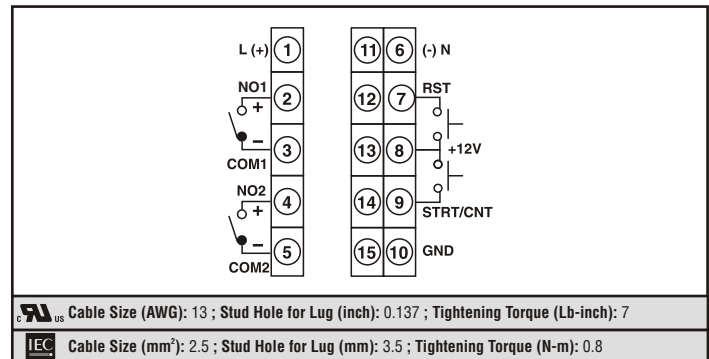 L (+) 1 11 6 (-) N
NO1 2 12 7 RST
+
−
COM1 3 13 8 +12V
NO2 4 14 9 STRT/CNT
+
−
COM2 5 15 10 GND
c RU us Cable Size (AWG): 13 ; Stud Hole for Lug (inch): 0.137 ; Tightening Torque (Lb-inch): 7
IEC Cable Size (mm²): 2.5 ; Stud Hole for Lug (mm): 3.5 ; Tightening Torque (N-m): 0.8